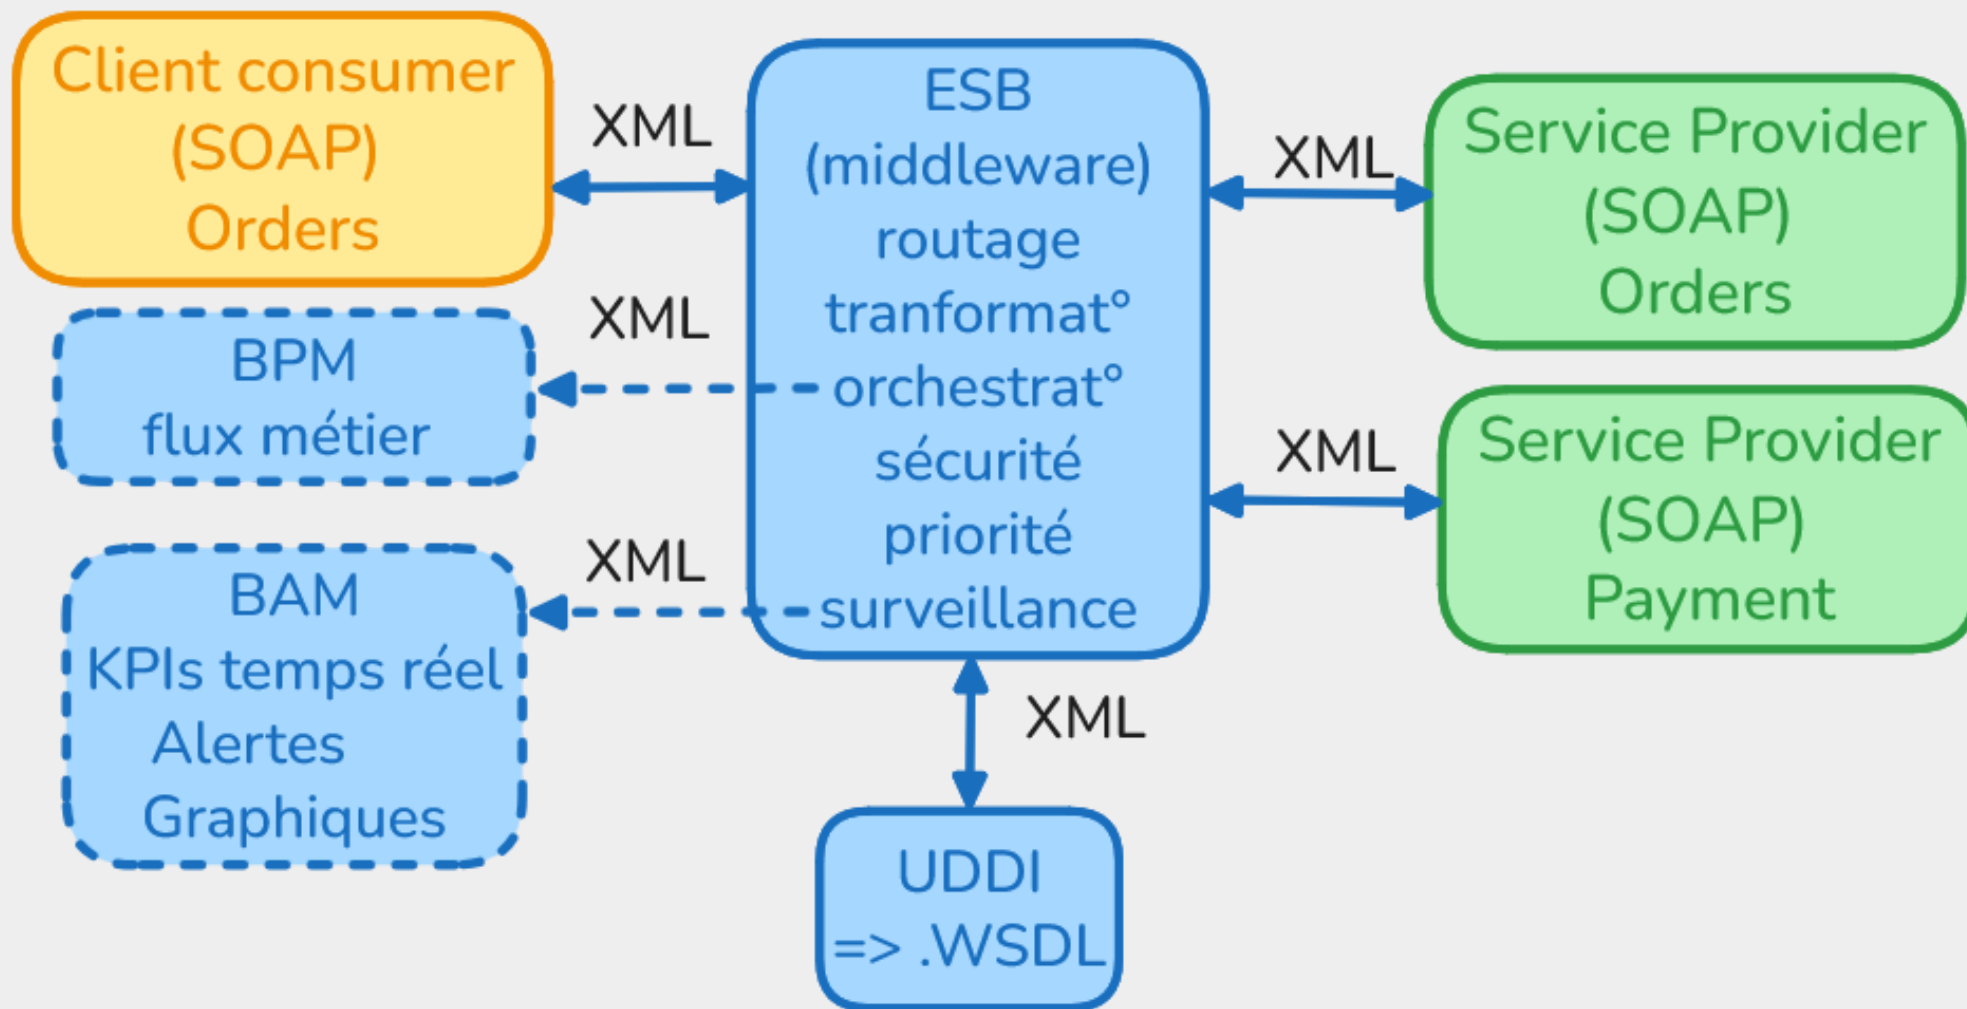 Client consumer
(SOAP)
Orders
XML
BPM
flux métier
XML
BAM
KPIs temps réel
Alertes
Graphiques
XML
ESB
(middleware)
routage
tranformat°
orchestrat°
sécurité
priorité
surveillance
XML
UDDI
=> .WSDL
XML
Service Provider
(SOAP)
Orders
XML
Service Provider
(SOAP)
Payment